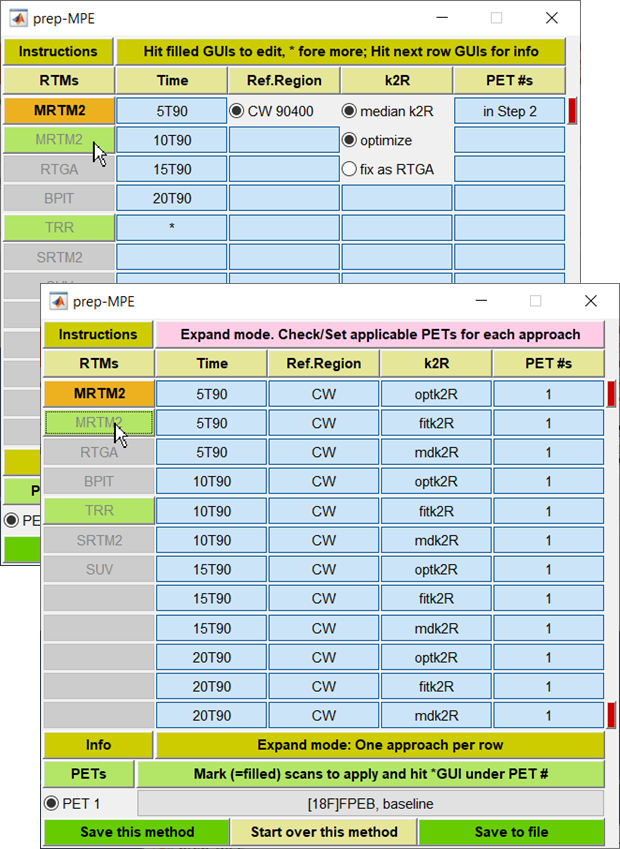 prep-MPE
Instructions Hit filled GUIs to edit, * fore more; Hit next row GUIs for info
RTMs Time Ref.Region k2R PET #s
MRTM2 5T90 CW 90400 median k2R in Step 2
MRTM2 10T90 optimize
RTGA 15T90 fix as RTGA
BPIT 20T90
TRR *
SRTM2
prep-MPE
Instructions Expand mode. Check/Set applicable PETs for each approach
RTMs Time Ref.Region k2R PET #s
MRTM2 5T90 CW optk2R 1
MRTM2 5T90 CW fitk2R 1
RTGA 5T90 CW mdk2R 1
BPIT 10T90 CW optk2R 1
TRR 10T90 CW fitk2R 1
SRTM2 10T90 CW mdk2R 1
SUV 15T90 CW optk2R 1
15T90 CW fitk2R 1
15T90 CW mdk2R 1
20T90 CW optk2R 1
20T90 CW fitk2R 1
20T90 CW mdk2R 1
Info Expand mode: One approach per row
PETs Mark (=filled) scans to apply and hit *GUI under PET #
PET 1 [18F]FPEB, baseline
Save this method Start over this method Save to file